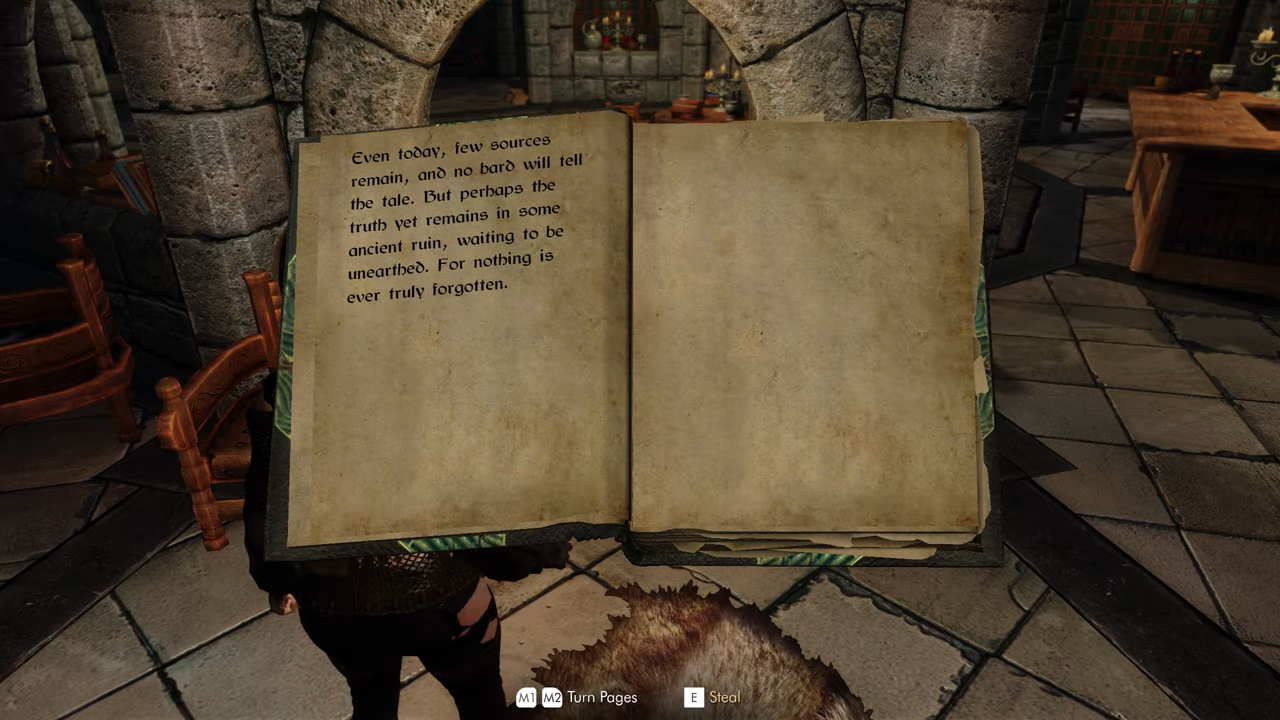 Even today, few sources
remain, and no bard will tell
the tale. But perhaps the
truth yet remains in some
ancient ruin, waiting to be
unearthed. For nothing is
ever truly forgotten.
M1 M2 Turn Pages E Steal